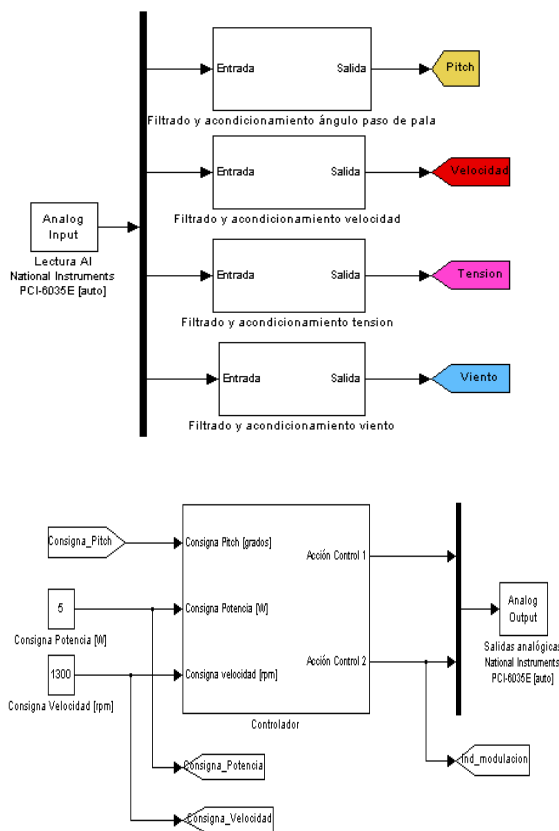 Entrada Salida
Pitch
Filtrado y acondicionamiento ángulo paso de pala
Entrada Salida
Velocidad
Filtrado y acondicionamiento velocidad
Analog
Input
Lectura AI
National Instruments
PCI-6035E [auto]
Entrada Salida
Tension
Filtrado y acondicionamiento tension
Entrada Salida
Viento
Filtrado y acondicionamiento viento
Consigna_Pitch
Consigna Pitch [grados]
Acción Control 1
5
Consigna Potencia [W]
Consigna Potencia [W]
1300
Consigna Velocidad [rpm]
Consigna velocidad [rpm]
Acción Control 2
Controlador
Analog
Output
Salidas analógicas
National Instruments
PCI-6035E [auto]
Consigna_Potencia
Ind_modulacion
Consigna_Velocidad